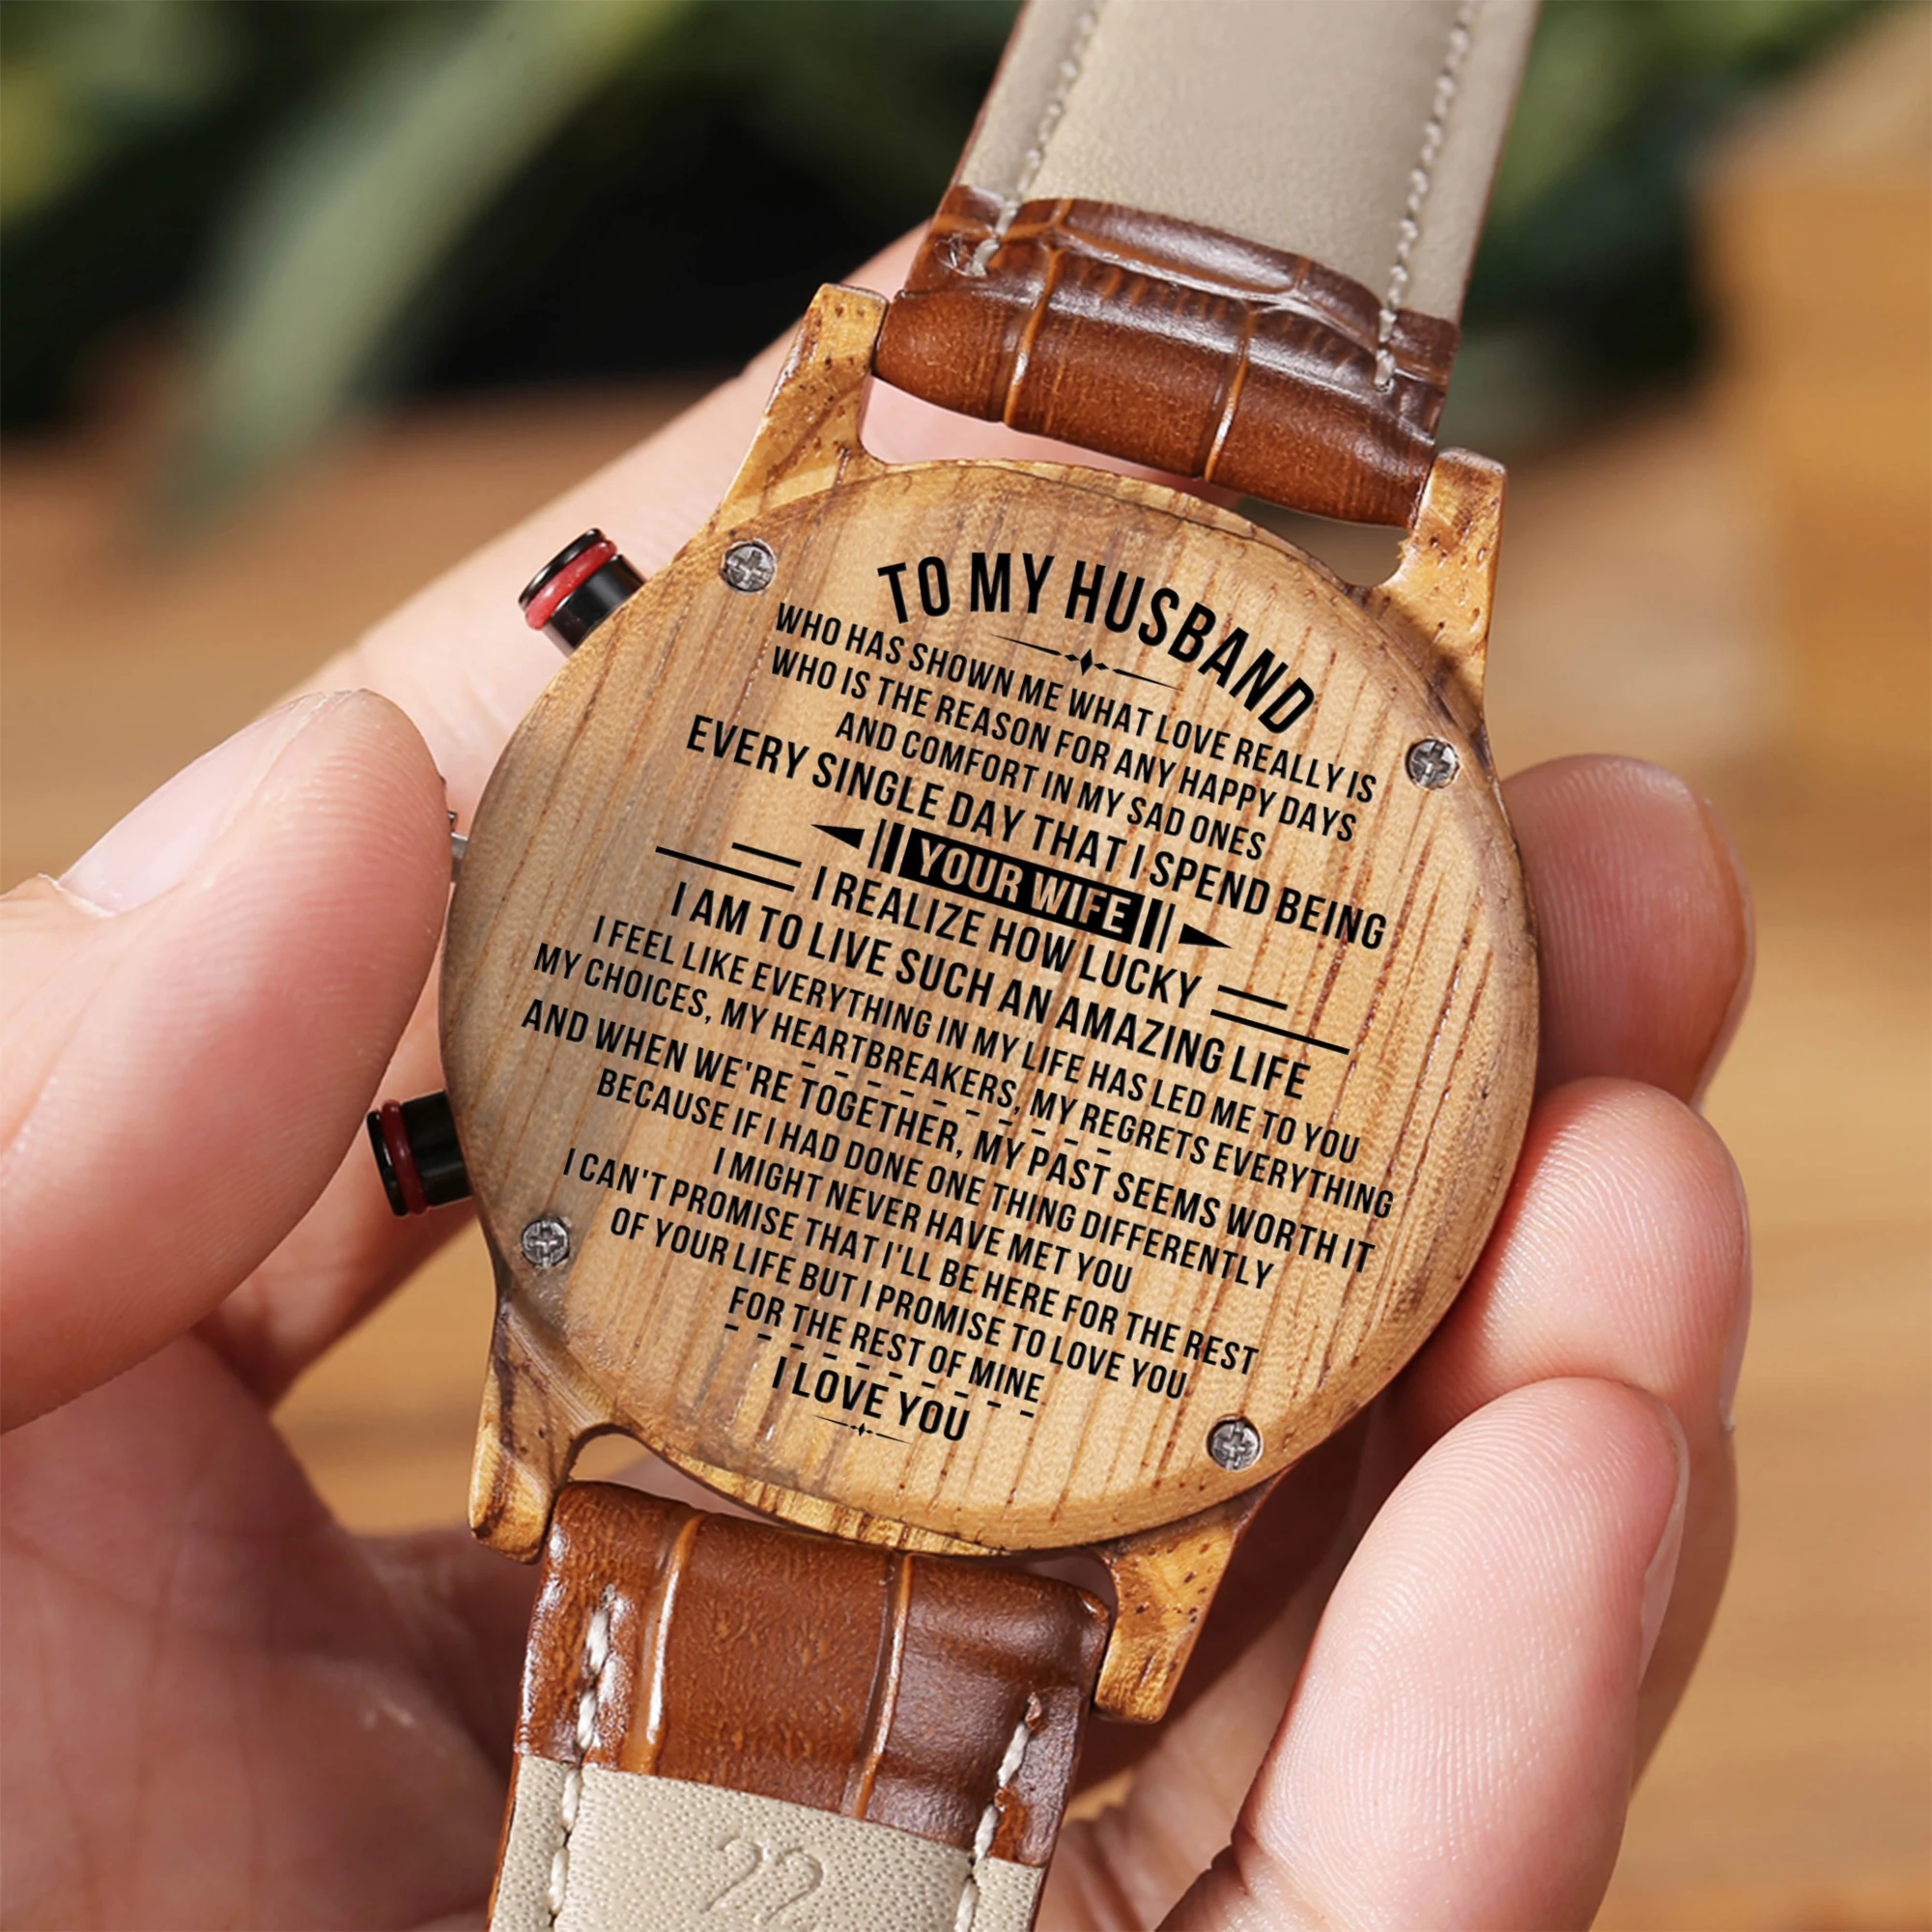 TO MY HUSBAND
WHO HAS SHOWN ME WHAT LOVE REALLY IS
WHO IS THE REASON FOR ANY HAPPY DAYS
AND COMFORT IN MY SAD ONES
EVERY SINGLE DAY THAT I SPEND BEING
YOUR WIFE
I REALIZE HOW LUCKY
I AM TO LIVE SUCH AN AMAZING LIFE
I FEEL LIKE EVERYTHING IN MY LIFE HAS LED ME TO YOU
MY CHOICES, MY HEARTBREAKERS, MY REGRETS EVERYTHING
AND WHEN WE'RE TOGETHER, MY PAST SEEMS WORTH IT
BECAUSE IF I HAD DONE ONE THING DIFFERENTLY
I MIGHT NEVER HAVE MET YOU
I CAN'T PROMISE THAT I'LL BE HERE FOR THE REST
OF YOUR LIFE BUT I PROMISE TO LOVE YOU
FOR THE REST OF MINE
I LOVE YOU
22